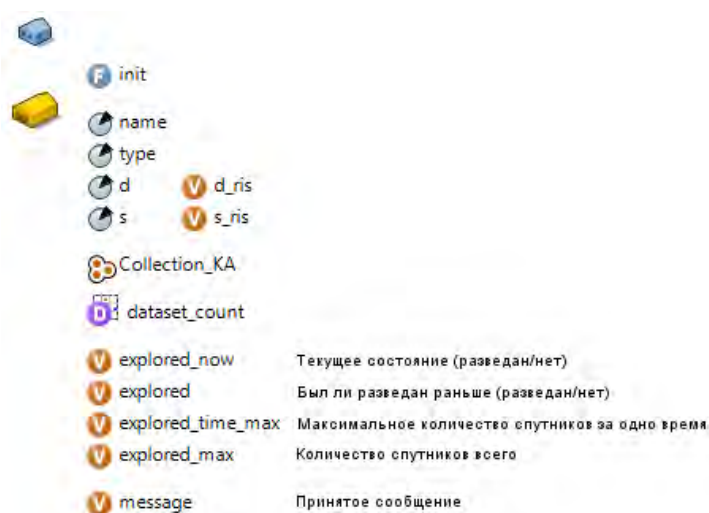 init
name
type
d V d_ris
s V s_ris
Collection_KA
dataset_count
V explored_now Текущее состояние (разведан/нет)
V explored Был ли разведан раньше (разведан/нет)
V explored_time_max Максимальное количество спутников за одно время
V explored_max Количество спутников всего
V message Принятое сообщение